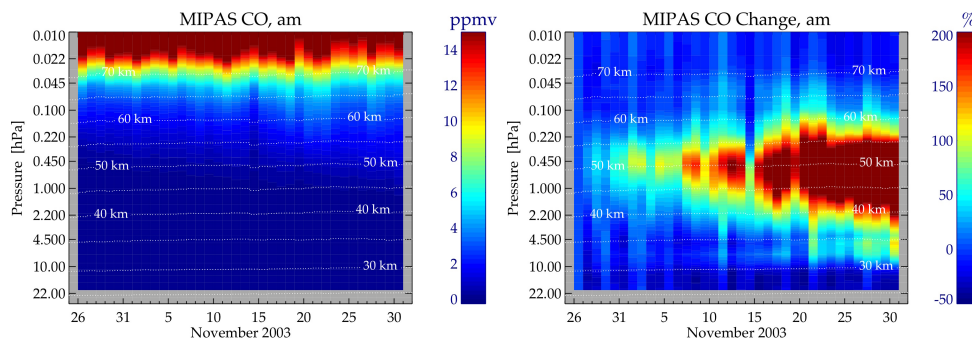 MIPAS CO, am
ppmv
0.010
0.022
0.045
0.100
0.220
0.450
1.000
2.200
4.500
10.00
22.00
Pressure [hPa]
70 km
70 km
60 km
60 km
50 km
50 km
40 km
40 km
30 km
26
31
5
10
15
20
25
30
November 2003
14
12
10
8
6
4
2
0
MIPAS CO Change, am
%
0.010
0.022
0.045
0.100
0.220
0.450
1.000
2.200
4.500
10.00
22.00
Pressure [hPa]
70 km
70 km
60 km
60 km
50 km
50 km
40 km
40 km
30 km
30 km
26
31
5
10
15
20
25
30
November 2003
200
150
100
50
0
-50